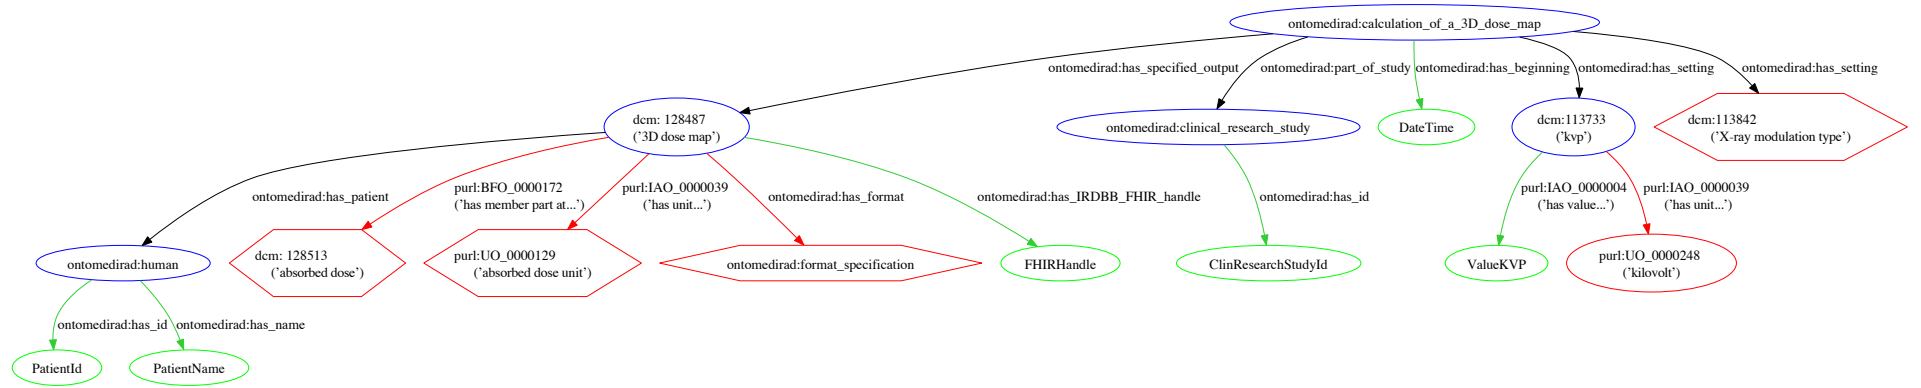 ontomedirad:calculation_of_a_3D_dose_map
ontomedirad:has_specified_output
ontomedirad:part_of_study
ontomedirad:has_beginning
ontomedirad:has_setting
ontomedirad:has_setting
dcm: 128487
('3D dose map')
ontomedirad:clinical_research_study
DateTime
dcm:113733
('kvp')
dcm:113842
('X-ray modulation type')
ontomedirad:has_patient
purl:BFO_0000172
('has member part at...')
purl:IAO_0000039
('has unit...')
ontomedirad:has_format
ontomedirad:has_IRDBB_FHIR_handle
ontomedirad:has_id
purl:IAO_0000004
('has value...')
purl:IAO_0000039
('has unit...')
ontomedirad:human
dcm: 128513
('absorbed dose')
purl:UO_0000129
('absorbed dose unit')
ontomedirad:format_specification
FHIRHandle
ClinResearchStudyId
ValueKVP
purl:UO_0000248
('kilovolt')
ontomedirad:has_id
ontomedirad:has_name
PatientId
PatientName